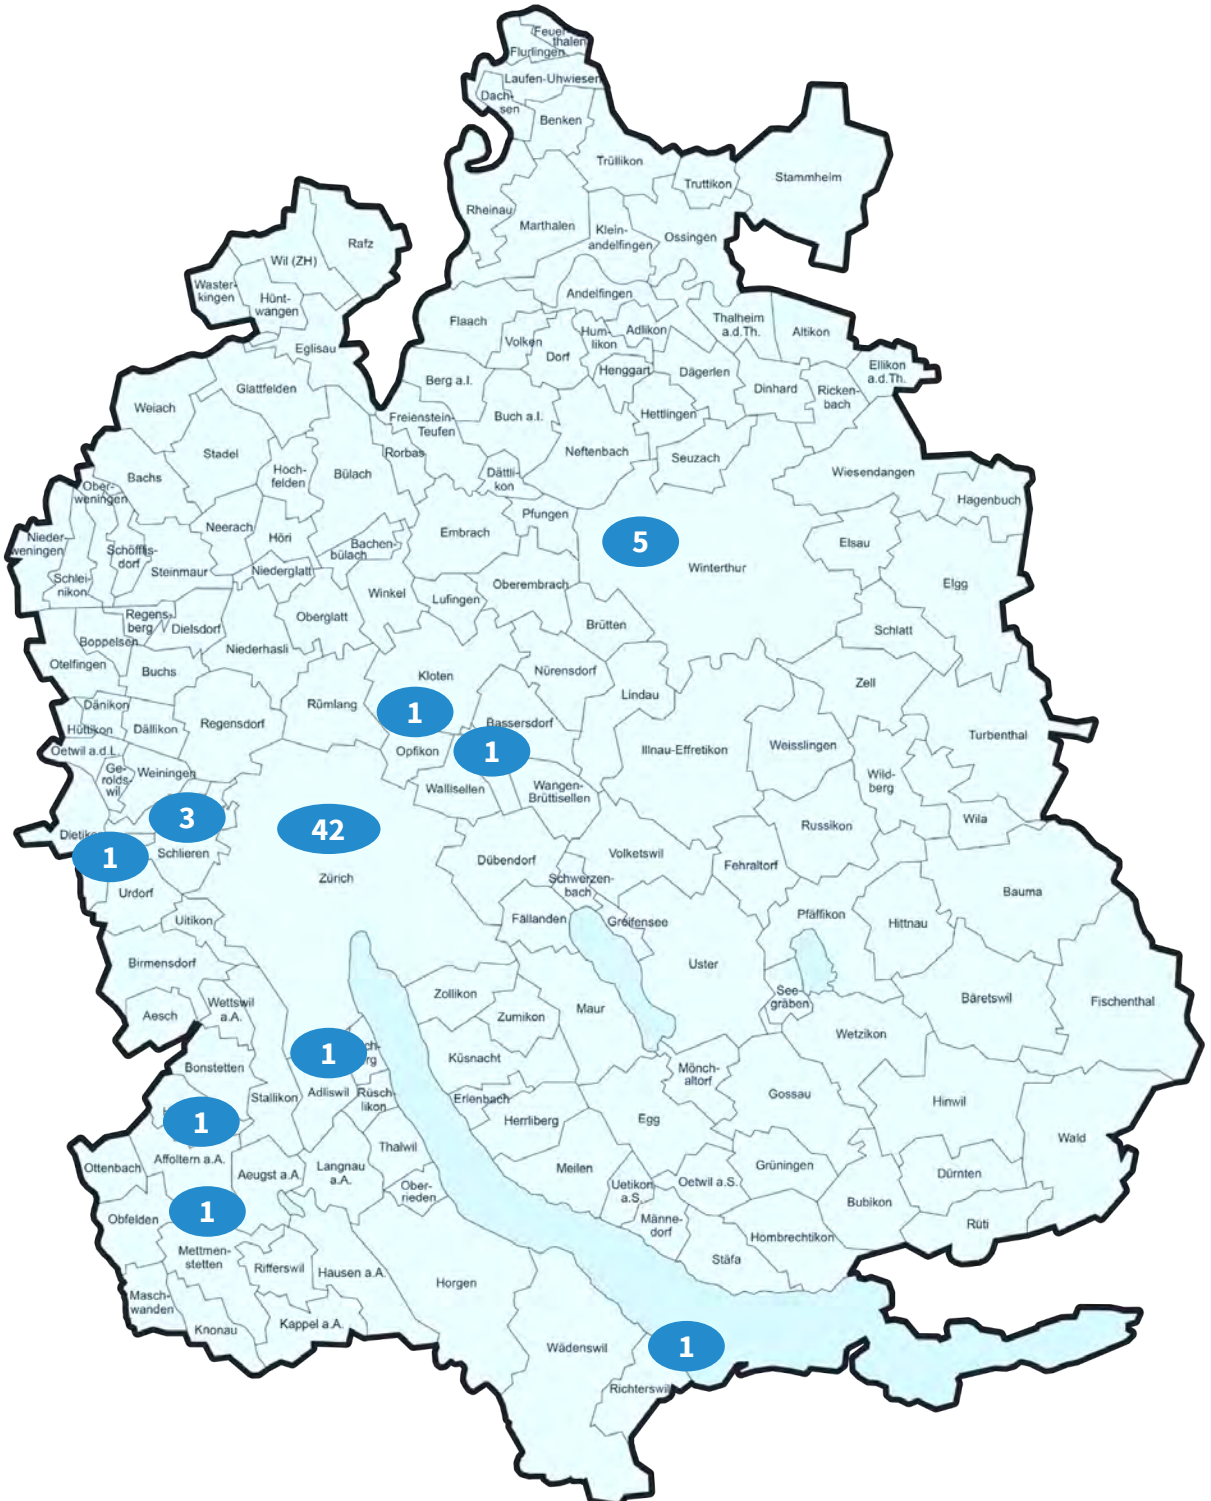 Feuer-
thalen
Flurlingen
Laufen-Uhwiesen
Dach-
sen
Benken
Trüllikon
Truttikon
Stammheim
Rheinau
Marthalen
Klein-
andelfingen
Ossingen
Rafz
Wil (ZH)
Waster-
kingen
Hünt-
wangen
Eglisau
Andelfingen
Flaach
Volken
Dorf
Hum-
likon
Adlikon
Thalheim
a.d.Th.
Altikon
Henggart
Dägerlen
Ellikon
a.d.Th.
Berg a.I.
Dinhard
Ricken-
bach
Glattfelden
Weiach
Freienstein-
Teufen
Buch a.I.
Hettlingen
Stadel
Rorbas
Neftenbach
Seuzach
Wiesendangen
Bachs
Hoch-
felden
Bülach
Dättli-
kon
Hagenbuch
Ober-
weningen
Pfungen
Neerach
Höri
Embrach
5
Elsau
Nieder-
weningen
Schöfflis-
dorf
Bachen-
bülach
Winterthur
Steinmaur
Niederglatt
Schlei-
nikon
Winkel
Lufingen
Oberembrach
Elgg
Regens-
berg
Dielsdorf
Oberglatt
Brütten
Schlatt
Boppelsen
Niederhasli
Otelfingen
Buchs
Kloten
Nürensdorf
Lindau
Zell
Dänikon
Rümlang
1
Hüttikon
Dällikon
Regensdorf
Bassersdorf
Turbenthal
Oetwil a.d.L.
Opfikon
1
Illnau-Effretikon
Weisslingen
Ge-
rolds-
wil
Weiningen
Wallisellen
Wangen-
Brüttisellen
Wild-
berg
3
42
Russikon
Wila
Schlieren
1
Dübendorf
Volketswil
Fehraltorf
Zürich
Schwerzen-
bach
Urdorf
Bauma
Uitikon
Fällanden
Greifensee
Pfäffikon
Hittnau
Birmensdorf
Uster
Zollikon
See-
gräben
Bäretswil
Fischenthal
Aesch
Wettswil
a.A.
Zumikon
Maur
Wetzikon
1
Küsnacht
Bonstetten
Mönch-
altorf
Stallikon
Adliswil
Rüsch-
likon
Erlenbach
Gossau
Hinwil
1
Herrliberg
Egg
Wald
Thalwil
Ottenbach
Affoltern a.A.
Aeugst a.A.
Langnau
a.A.
Meilen
Grüningen
Dürnten
Ober-
rieden
Uetikon
a.S.
Oetwil a.S.
Bubikon
Obfelden
1
Männe-
dorf
Hombrechtikon
Rüti
Mettmen-
stetten
Rifferswil
Hausen a.A.
Horgen
Stäfa
Masch-
wanden
Knonau
Kappel a.A.
Wädenswil
1
Richterswil